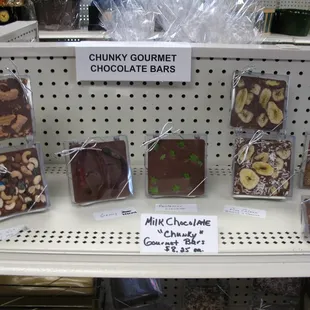 CHUNKY GOURMET
CHOCOLATE BARS
MILK CHOCOLATE
"Chunky"
Gourmet Bars
$8.25 ea.